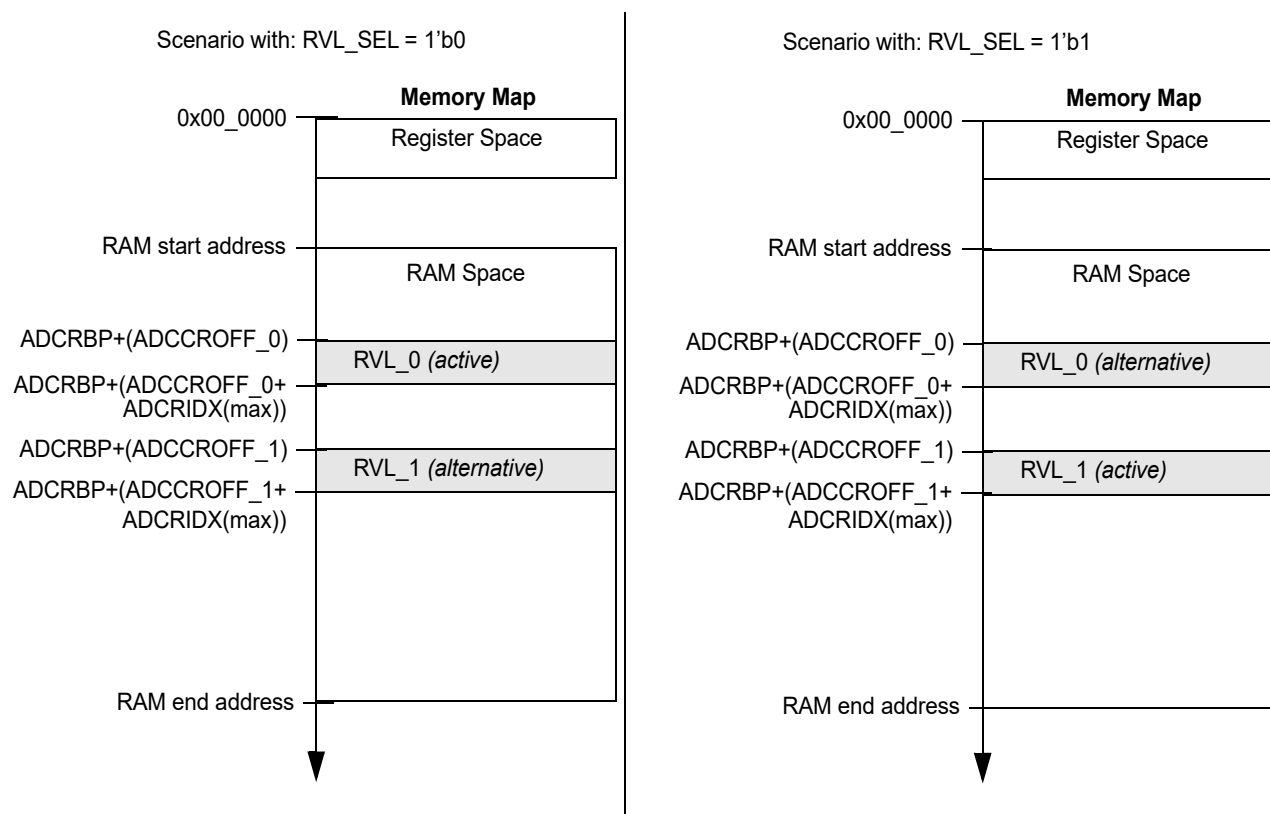 Scenario with: RVL_SEL = 1’b0
Memory Map
0x00_0000
Register Space
RAM start address
RAM Space
ADCRBP+(ADCCROFF_0)
RVL_0 (active)
ADCRBP+(ADCCROFF_0+
ADCRIDX(max))
ADCRBP+(ADCCROFF_1)
RVL_1 (alternative)
ADCRBP+(ADCCROFF_1+
ADCRIDX(max))
RAM end address
Scenario with: RVL_SEL = 1’b1
Memory Map
0x00_0000
Register Space
RAM start address
RAM Space
ADCRBP+(ADCCROFF_0)
RVL_0 (alternative)
ADCRBP+(ADCCROFF_0+
ADCRIDX(max))
ADCRBP+(ADCCROFF_1)
RVL_1 (active)
ADCRBP+(ADCCROFF_1+
ADCRIDX(max))
RAM end address